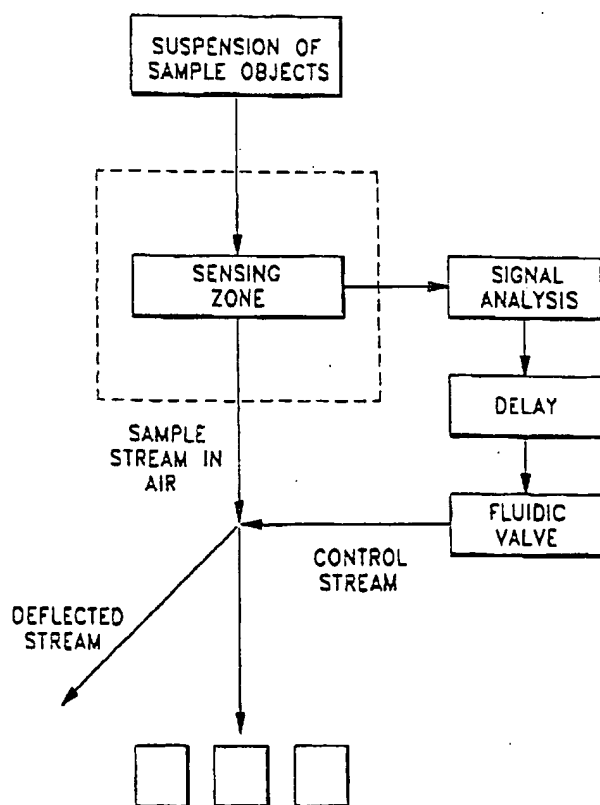 SUSPENSION OF
SAMPLE OBJECTS
SENSING
ZONE
SIGNAL
ANALYSIS
DELAY
SAMPLE
STREAM IN
AIR
FLUIDIC
VALVE
CONTROL
STREAM
DEFLECTED
STREAM